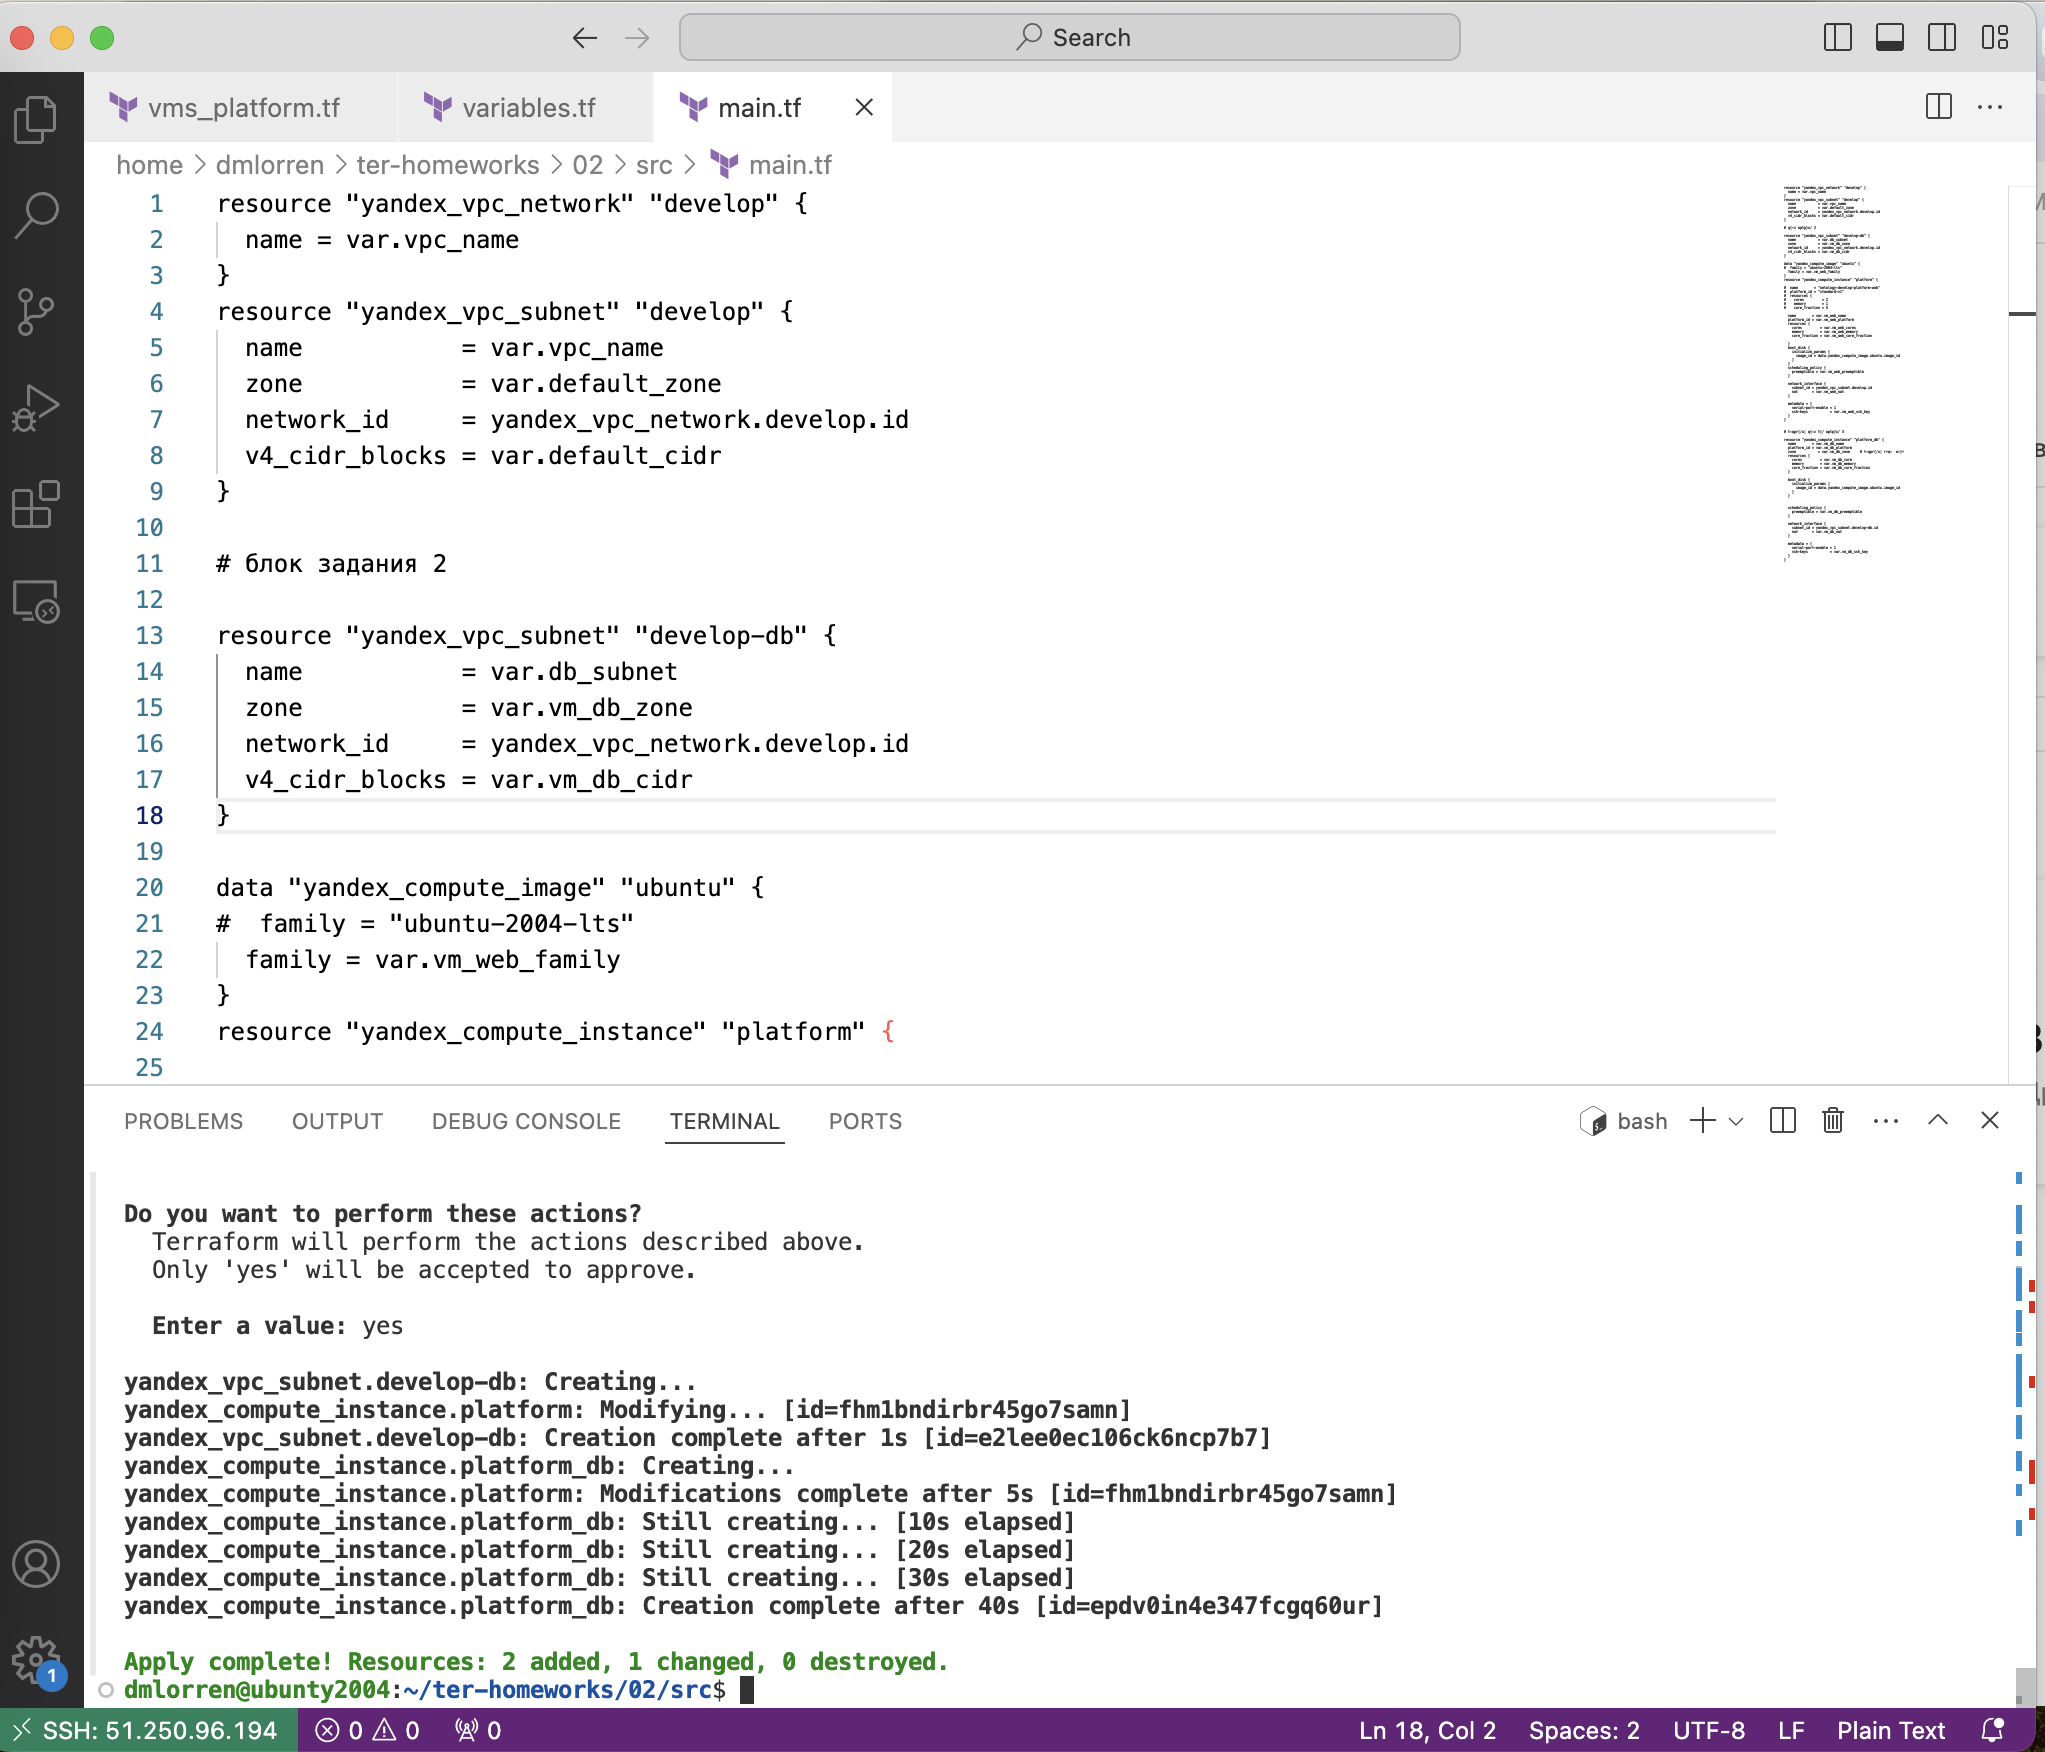 Search
vms_platform.tf
variables.tf
main.tf
home > dmlorren > ter-homeworks > 02 > src > main.tf
1 resource "yandex_vpc_network" "develop" {
2   name = var.vpc_name
3 }
4 resource "yandex_vpc_subnet" "develop" {
5   name           = var.vpc_name
6   zone           = var.default_zone
7   network_id     = yandex_vpc_network.develop.id
8   v4_cidr_blocks = var.default_cidr
9 }
10
11 # блок задания 2
12
13 resource "yandex_vpc_subnet" "develop-db" {
14   name           = var.db_subnet
15   zone           = var.vm_db_zone
16   network_id     = yandex_vpc_network.develop.id
17   v4_cidr_blocks = var.vm_db_cidr
18 }
19
20 data "yandex_compute_image" "ubuntu" {
21 #  family = "ubuntu-2004-lts"
22   family = var.vm_web_family
23 }
24 resource "yandex_compute_instance" "platform" {
25
PROBLEMS OUTPUT DEBUG CONSOLE TERMINAL PORTS bash
Do you want to perform these actions?
  Terraform will perform the actions described above.
  Only 'yes' will be accepted to approve.
  Enter a value: yes
yandex_vpc_subnet.develop-db: Creating...
yandex_compute_instance.platform: Modifying... [id=fhm1bndirbr45go7samn]
yandex_vpc_subnet.develop-db: Creation complete after 1s [id=e2lee0ec106ck6ncp7b7]
yandex_compute_instance.platform_db: Creating...
yandex_compute_instance.platform: Modifications complete after 5s [id=fhm1bndirbr45go7samn]
yandex_compute_instance.platform_db: Still creating... [10s elapsed]
yandex_compute_instance.platform_db: Still creating... [20s elapsed]
yandex_compute_instance.platform_db: Still creating... [30s elapsed]
yandex_compute_instance.platform_db: Creation complete after 40s [id=epdv0in4e347fcgq60ur]
Apply complete! Resources: 2 added, 1 changed, 0 destroyed.
dmlorren@ubunty2004:~/ter-homeworks/02/src$
1
SSH: 51.250.96.194 0 0 0 Ln 18, Col 2 Spaces: 2 UTF-8 LF Plain Text